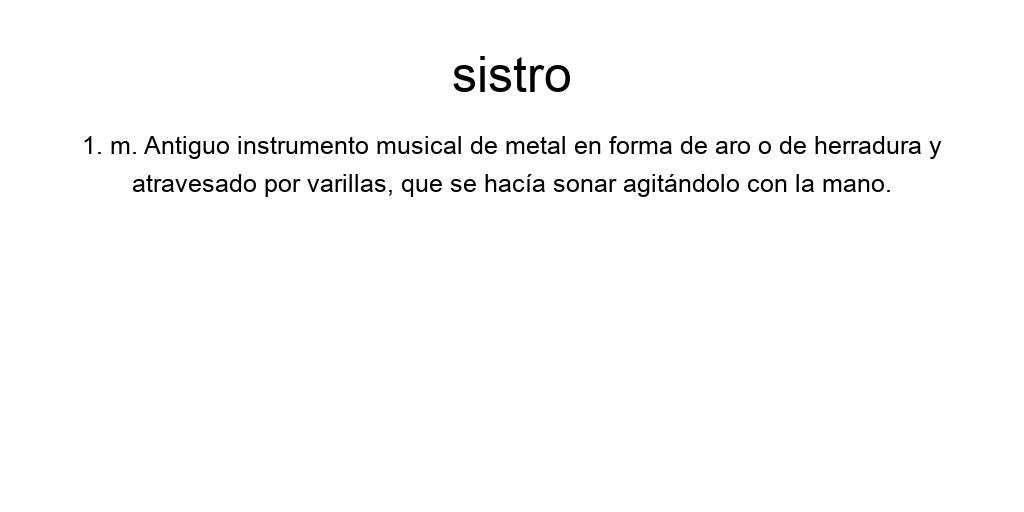 sistro
1. m. Antiguo instrumento musical de metal en forma de aro o de herradura y
atravesado por varillas, que se hacía sonar agitándolo con la mano.